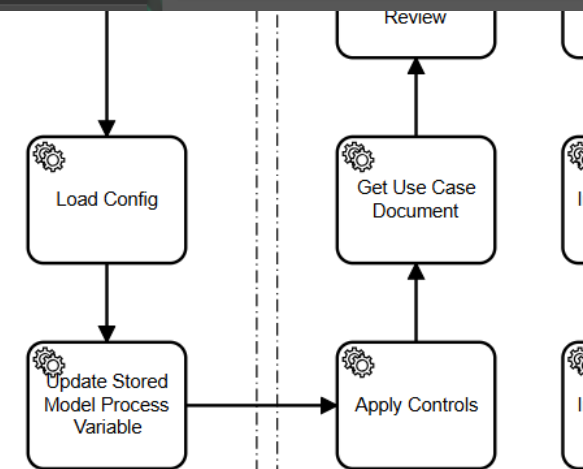 Review
Load Config
Get Use Case
Document
Update Stored
Model Process
Variable
Apply Controls